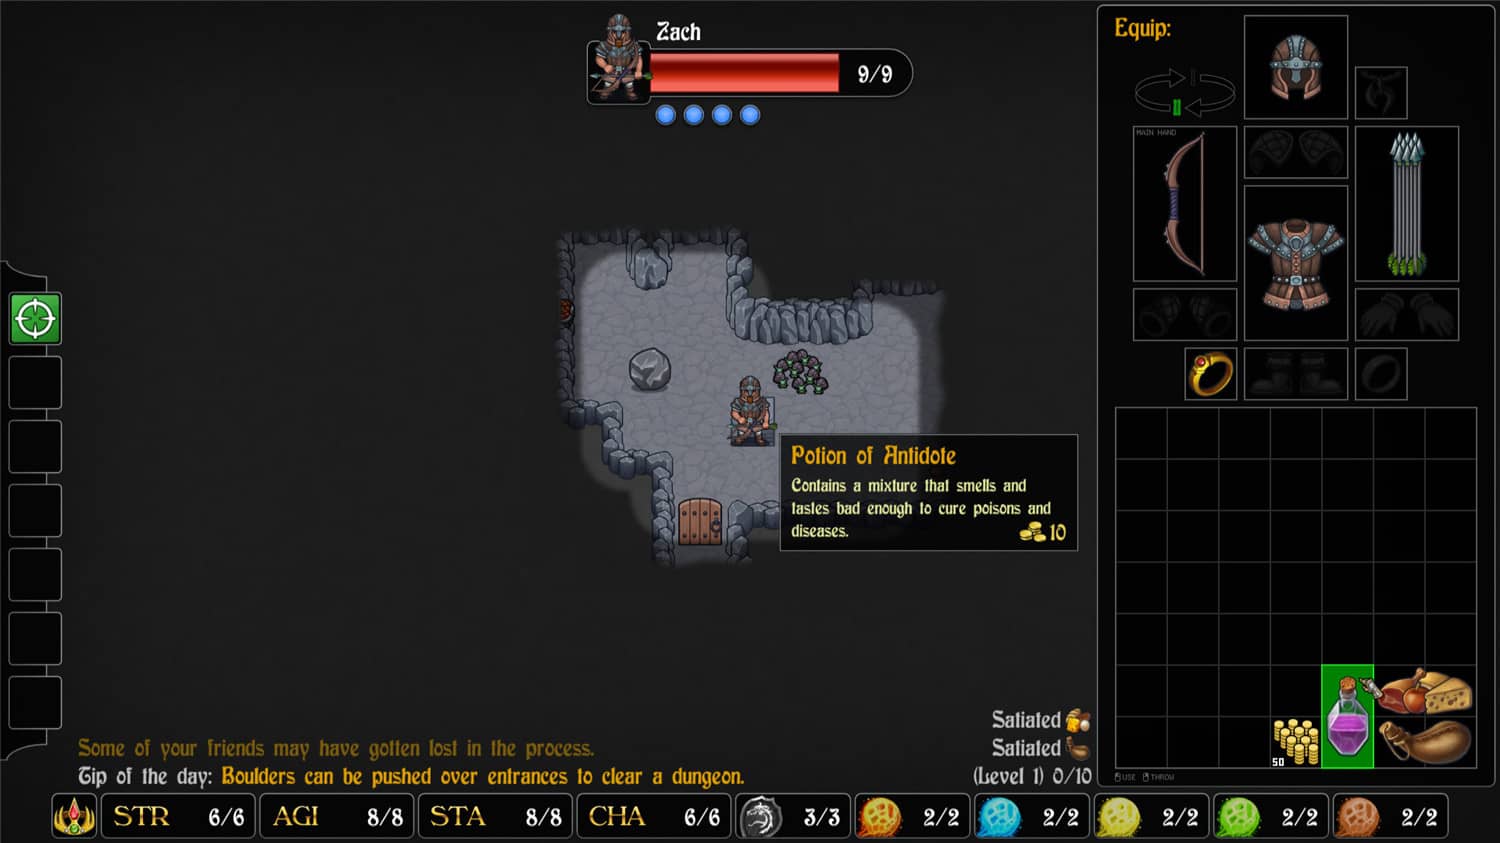 Zach
9/9
Equip:
MAIN HAND
Potion of Antidote
Contains a mixture that smells and
tastes bad enough to cure poisons and
diseases.
10
50
USE THROW
Satiated
Satiated
(Level 1) 0/10
Some of your friends may have gotten lost in the process.
Tip of the day: Boulders can be pushed over entrances to clear a dungeon.
STR 6/6 AGI 8/8 STA 8/8 CHA 6/6 3/3 2/2 2/2 2/2 2/2 2/2